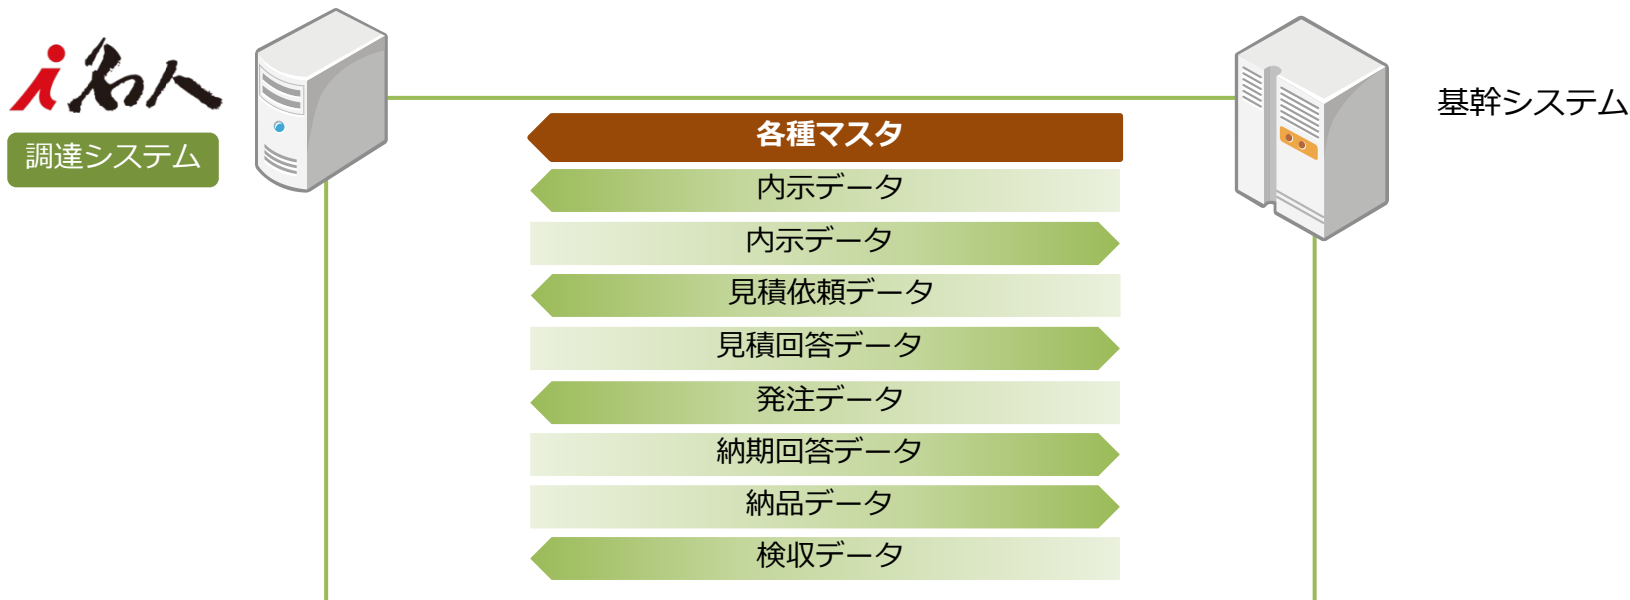 i名人
調達システム
基幹システム
各種マスタ
内示データ
内示データ
見積依頼データ
見積回答データ
発注データ
納期回答データ
納品データ
検収データ